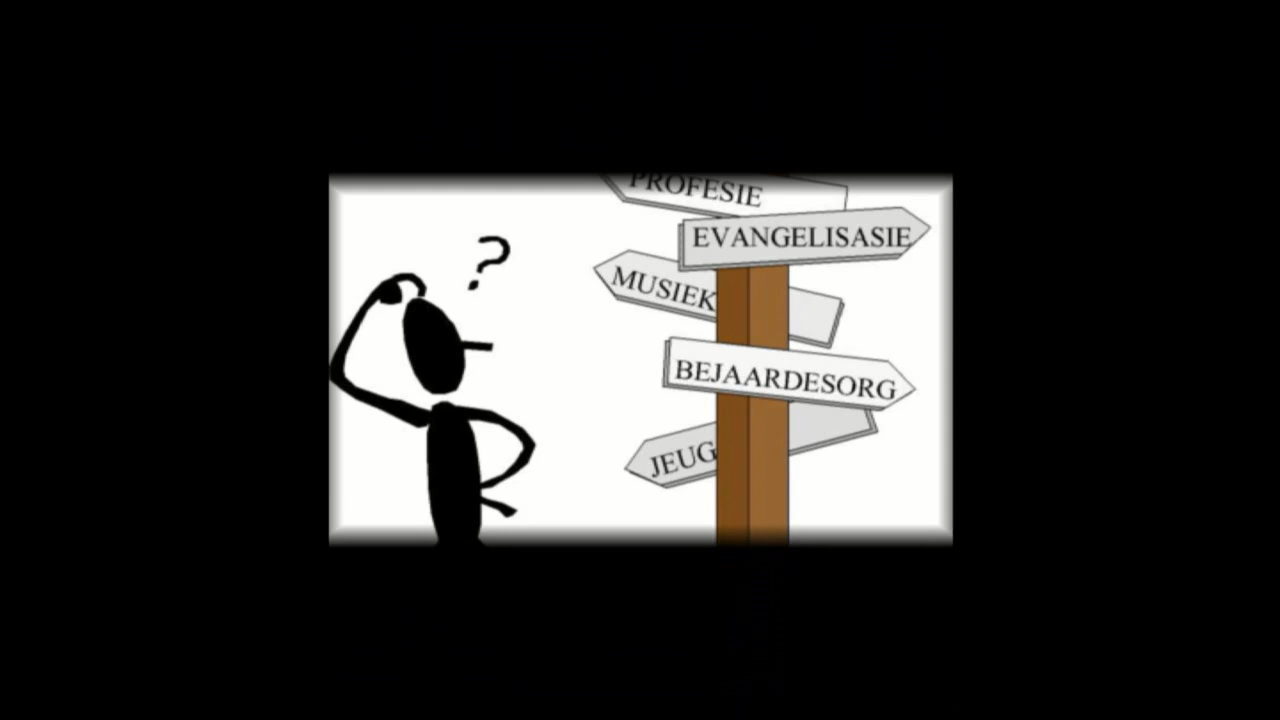 ?
PROFESIE
EVANGELISASIE
MUSIEK
BEJAARDESORG
JEUG